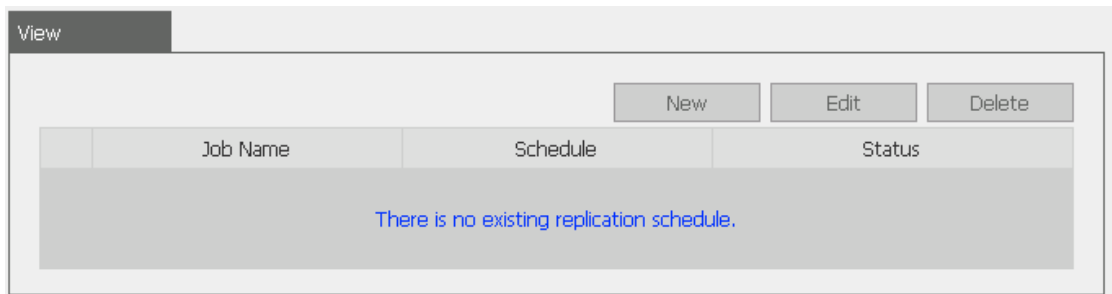 View
New Edit Delete
Job Name Schedule Status
There is no existing replication schedule.